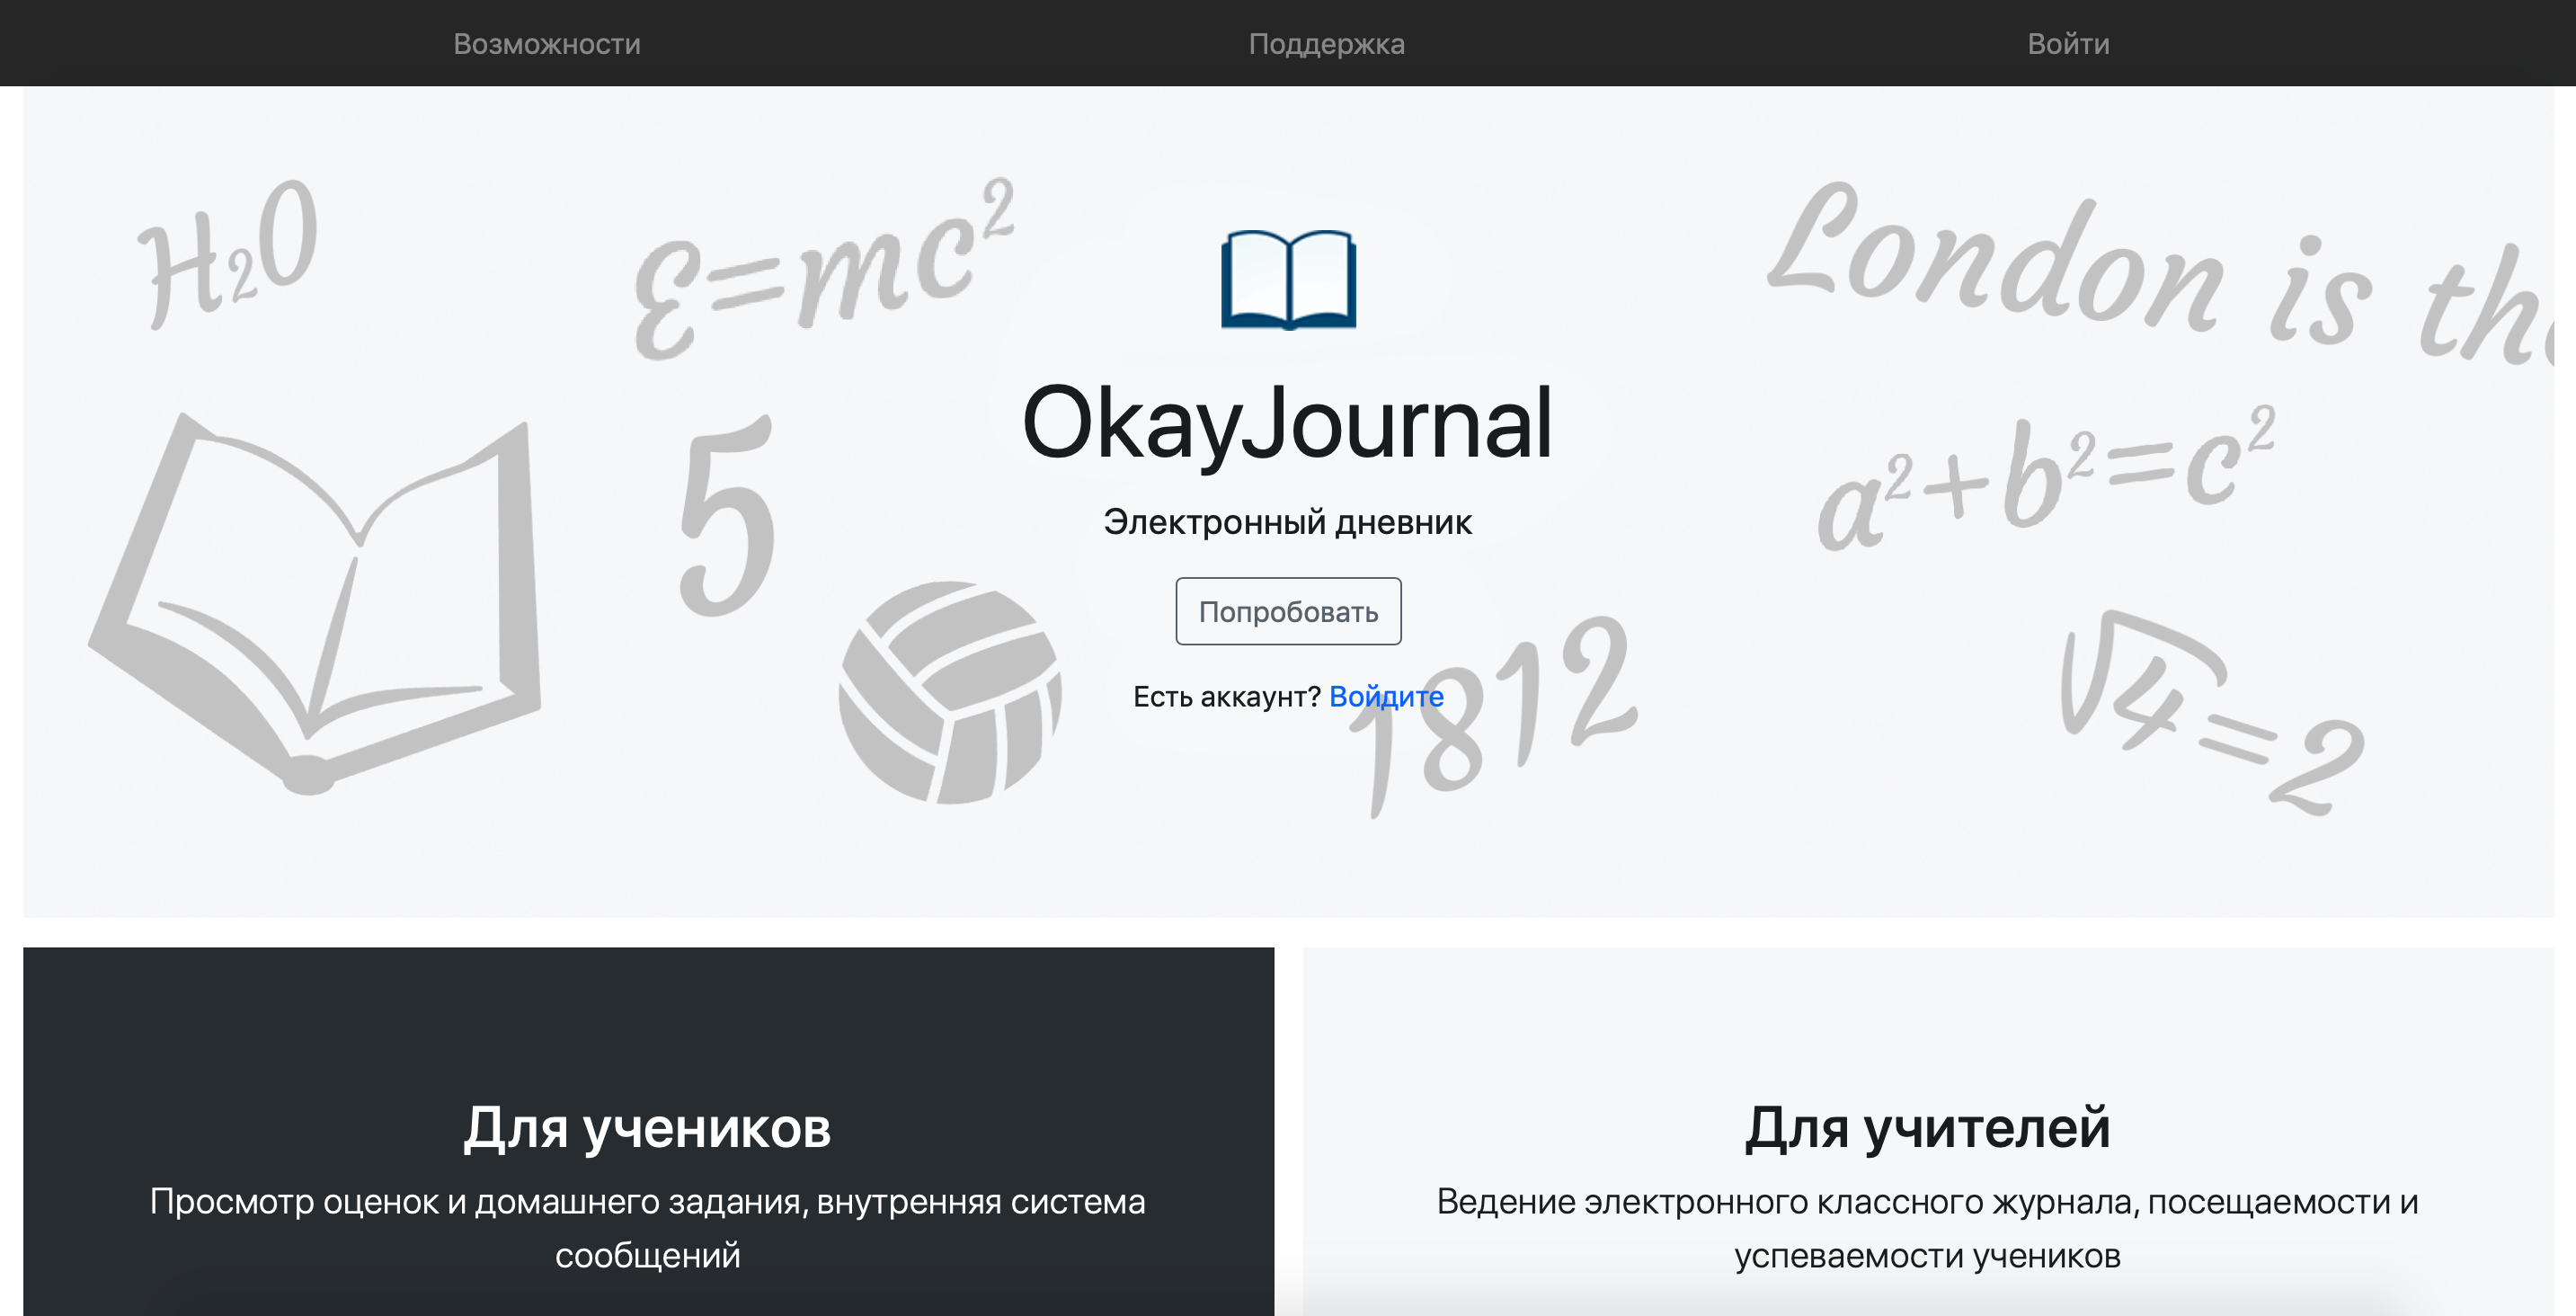 Возможности Поддержка Войти
H₂O
E=mc²
London is th
OkayJournal
5
a²+b²=c²
Электронный дневник
Попробовать
Есть аккаунт? Войдите
1812
√4=2
Для учеников
Просмотр оценок и домашнего задания, внутренняя система
сообщений
Для учителей
Ведение электронного классного журнала, посещаемости и
успеваемости учеников